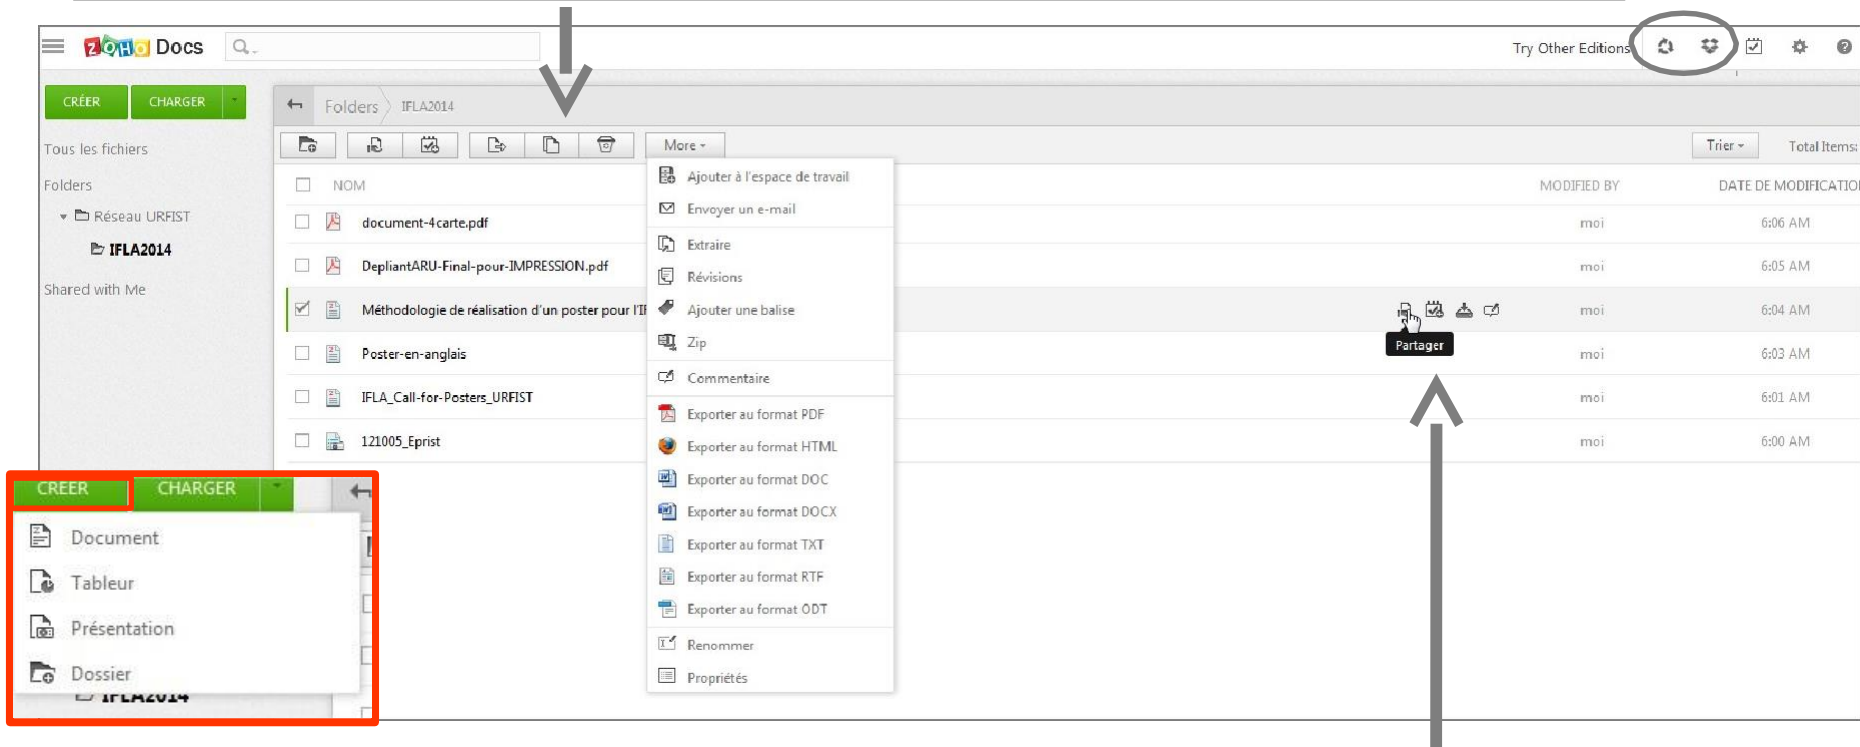 ZOHO Docs
Try Other Editions
CRÉER CHARGER
Folders IFLA2014
Tous les fichiers
Folders
Réseau URFIST
IFLA2014
Shared with Me
More
Trier Total Items:
NOM MODIFIED BY DATE DE MODIFICATION
document-4carte.pdf moi 6:06 AM
DepliantARU-Final-pour-IMPRESSION.pdf moi 6:05 AM
Méthodologie de réalisation d'un poster pour l'IF moi 6:04 AM
Partager
Poster-en-anglais moi 6:03 AM
IFLA_Call-for-Posters_URFIST moi 6:01 AM
121005_Eprist moi 6:00 AM
Ajouter à l'espace de travail
Envoyer un e-mail
Extraire
Révisions
Ajouter une balise
Zip
Commentaire
Exporter au format PDF
Exporter au format HTML
Exporter au format DOC
Exporter au format DOCX
Exporter au format TXT
Exporter au format RTF
Exporter au format ODT
Renommer
Propriétés
CRÉER CHARGER
Document
Tableur
Présentation
Dossier
IFLA2014